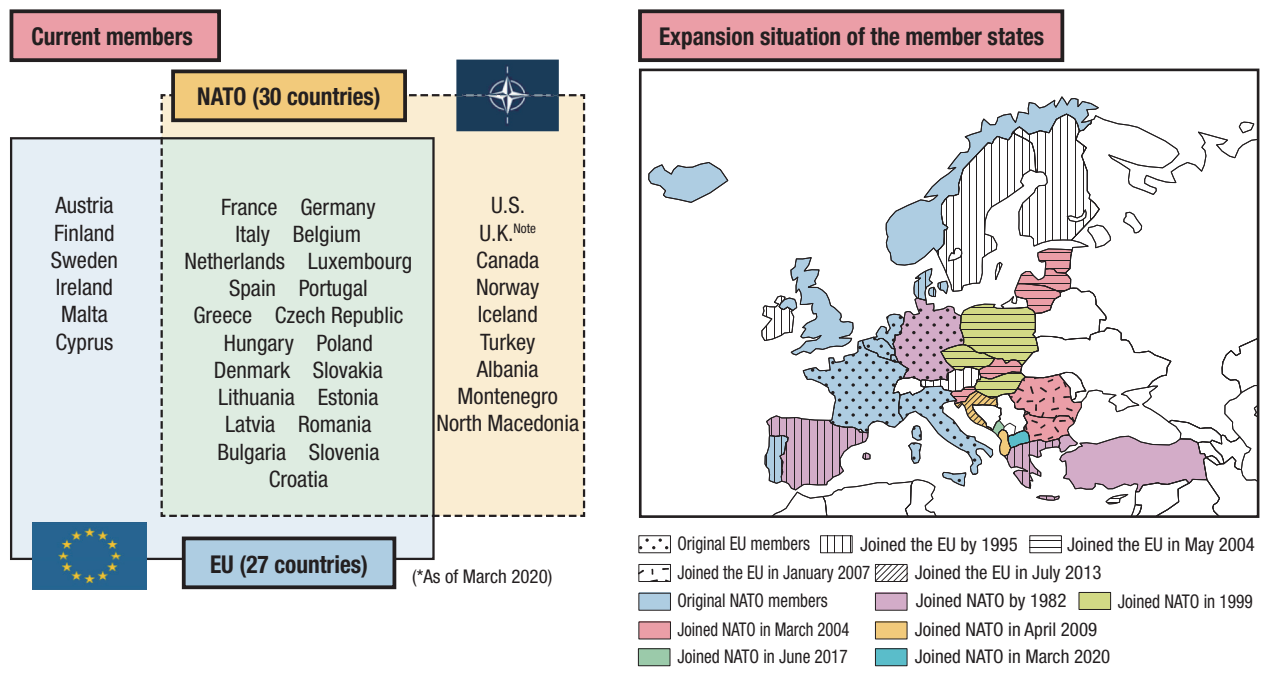 Current members
NATO (30 countries)
Austria
Finland
Sweden
Ireland
Malta
Cyprus
France Germany
Italy Belgium
Netherlands Luxembourg
Spain Portugal
Greece Czech Republic
Hungary Poland
Denmark Slovakia
Lithuania Estonia
Latvia Romania
Bulgaria Slovenia
Croatia
U.S.
U.K.Note
Canada
Norway
Iceland
Turkey
Albania
Montenegro
North Macedonia
EU (27 countries)
(*As of March 2020)
Expansion situation of the member states
Original EU members Joined the EU by 1995 Joined the EU in May 2004
Joined the EU in January 2007 Joined the EU in July 2013
Original NATO members Joined NATO by 1982 Joined NATO in 1999
Joined NATO in March 2004 Joined NATO in April 2009
Joined NATO in June 2017 Joined NATO in March 2020